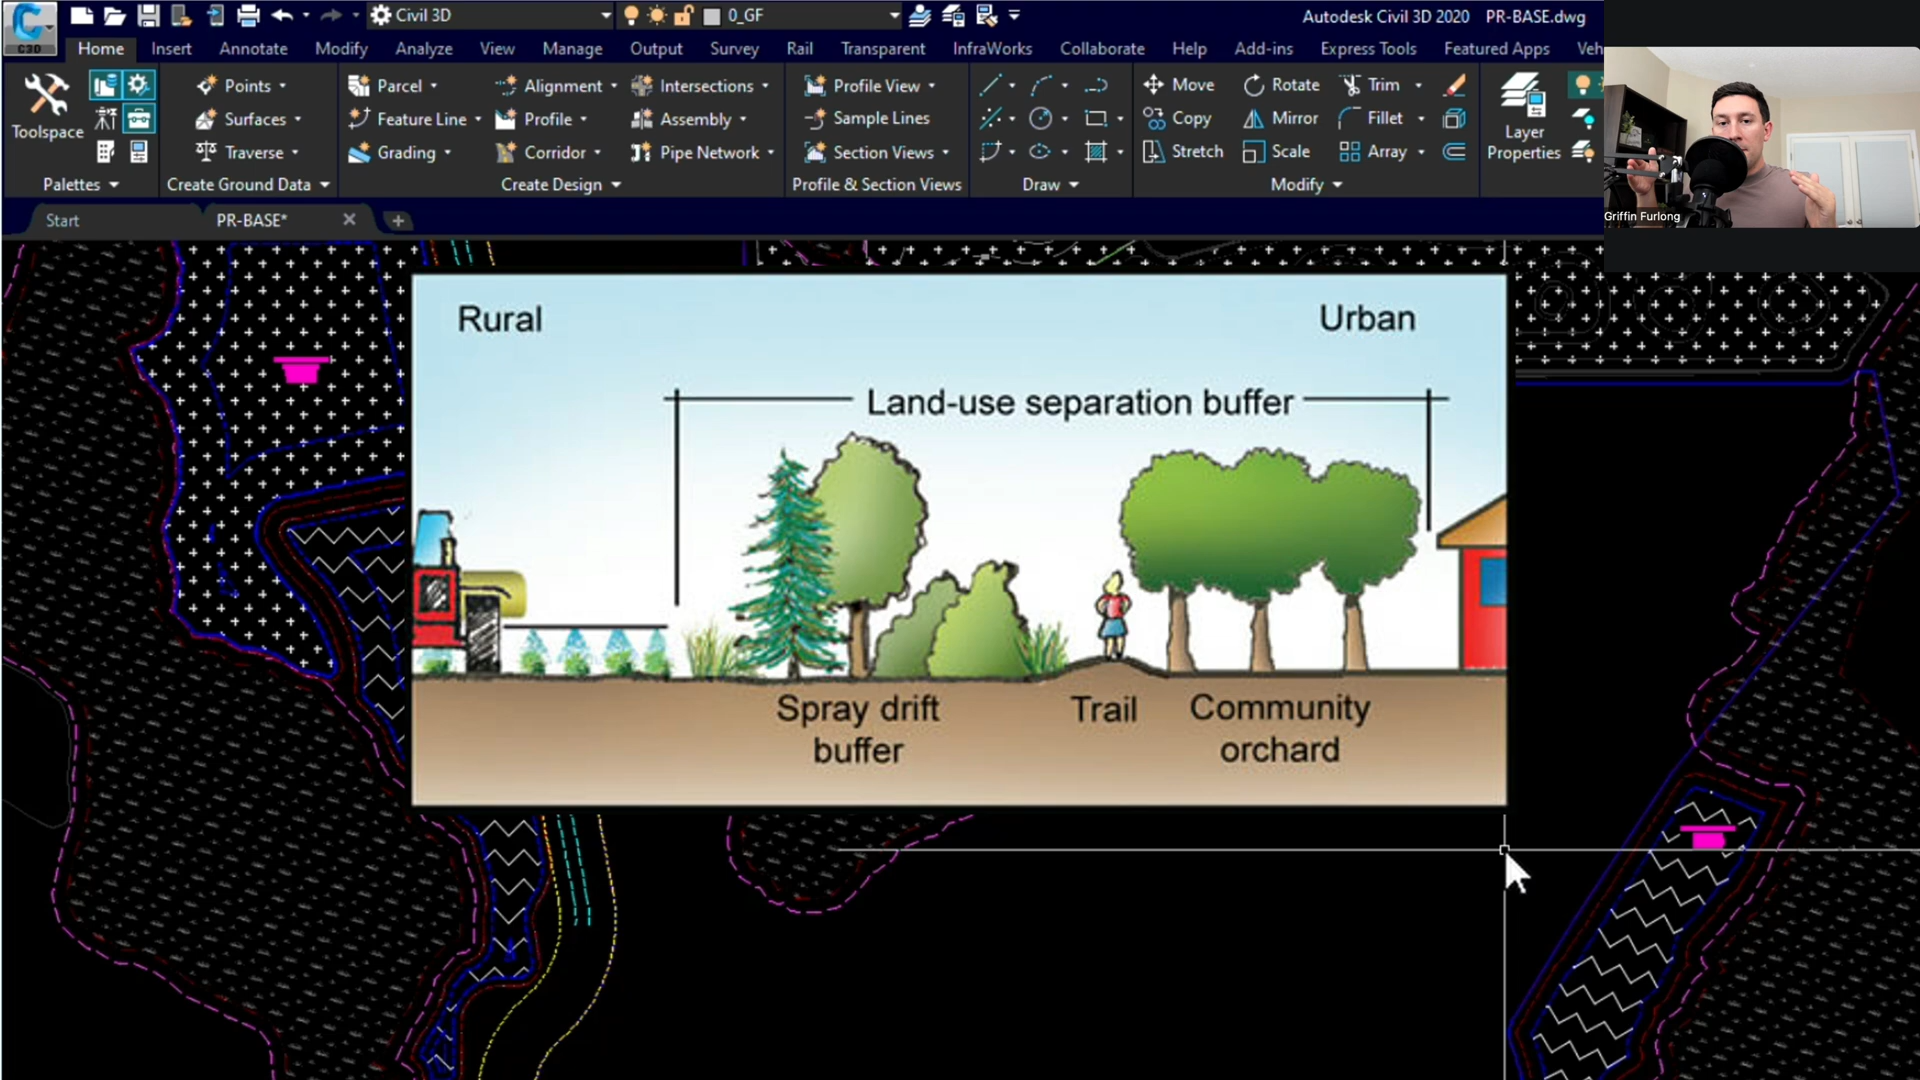 C3D
Civil 3D
0_GF
Autodesk Civil 3D 2020 PR-BASE.dwg
Home
Insert
Annotate
Modify
Analyze
View
Manage
Output
Survey
Rail
Transparent
InfraWorks
Collaborate
Help
Add-ins
Express Tools
Featured Apps
Veh
Toolspace
Palettes
Points
Surfaces
Traverse
Create Ground Data
Parcel
Feature Line
Grading
Alignment
Profile
Corridor
Intersections
Assembly
Pipe Network
Create Design
Profile View
Sample Lines
Section Views
Profile & Section Views
Draw
Move
Copy
Stretch
Rotate
Mirror
Scale
Trim
Fillet
Array
Modify
Layer
Properties
Griffin Furlong
Start
PR-BASE*
Rural
Urban
Land-use separation buffer
Spray drift
buffer
Trail
Community
orchard